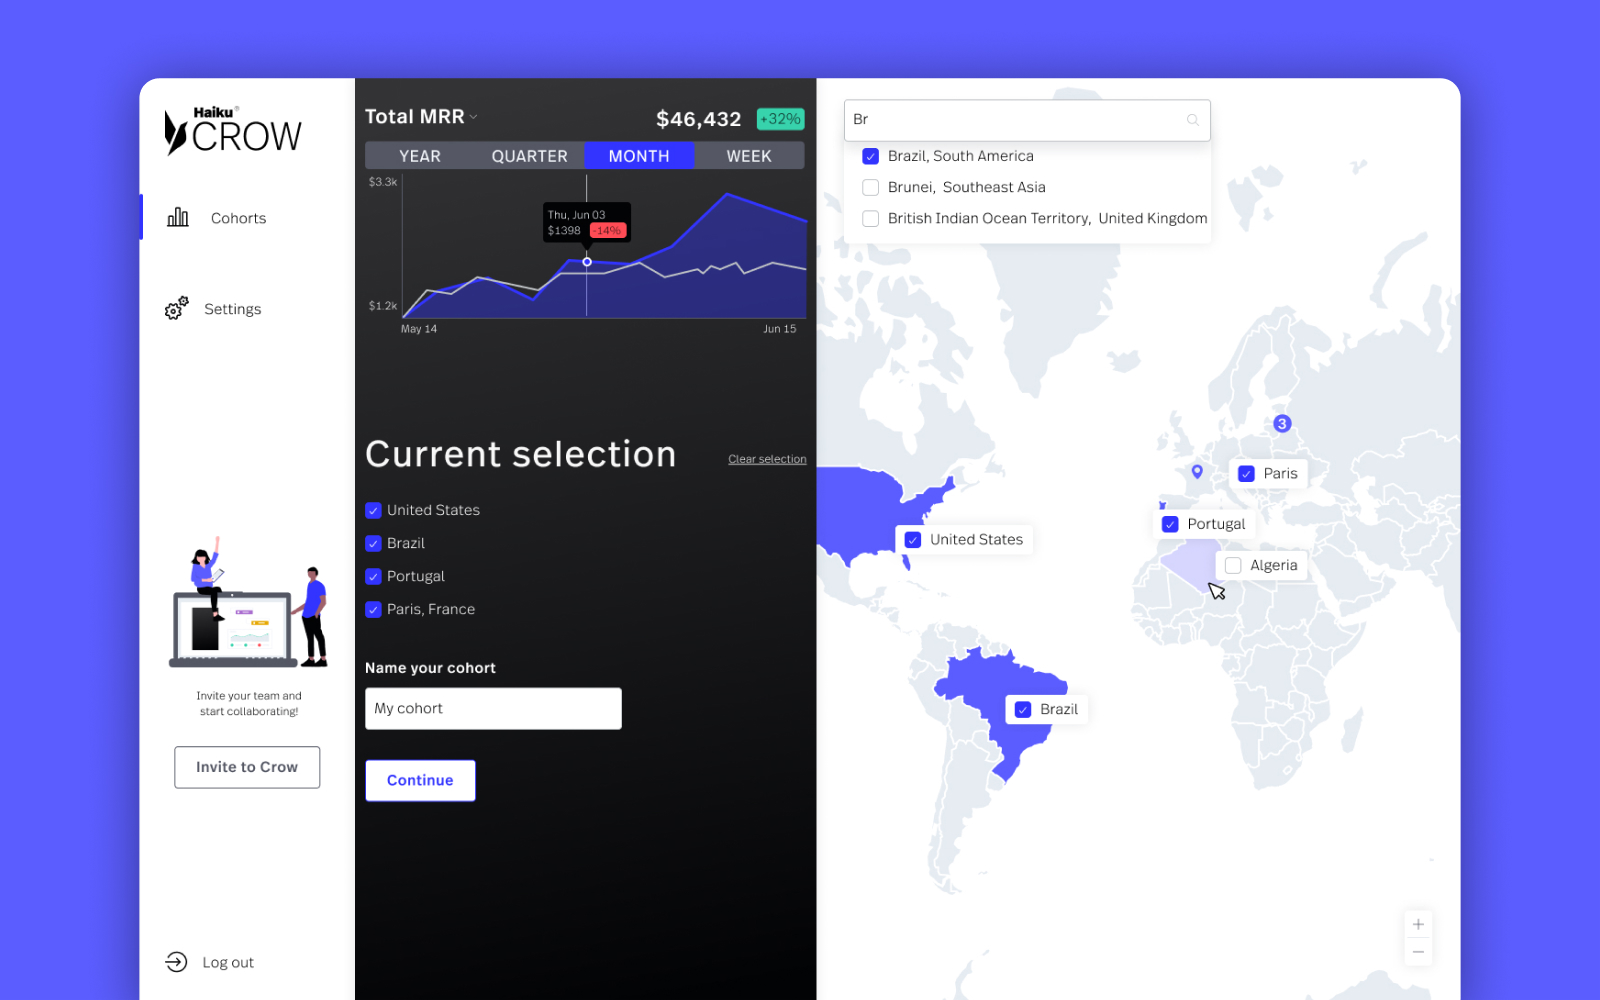 Haiku®
CROW
Cohorts
Settings
Invite your team and
start collaborating!
Invite to Crow
Log out
Total MRR
$46,432
+32%
YEAR
QUARTER
MONTH
WEEK
$3.3k
Thu, Jun 03
$1398
-14%
$1.2k
May 14
Jun 15
Current selection
Clear selection
United States
Brazil
Portugal
Paris, France
Name your cohort
My cohort
Continue
Br
Brazil, South America
Brunei, Southeast Asia
British Indian Ocean Territory, United Kingdom
3
Paris
Portugal
United States
Algeria
Brazil
+
−